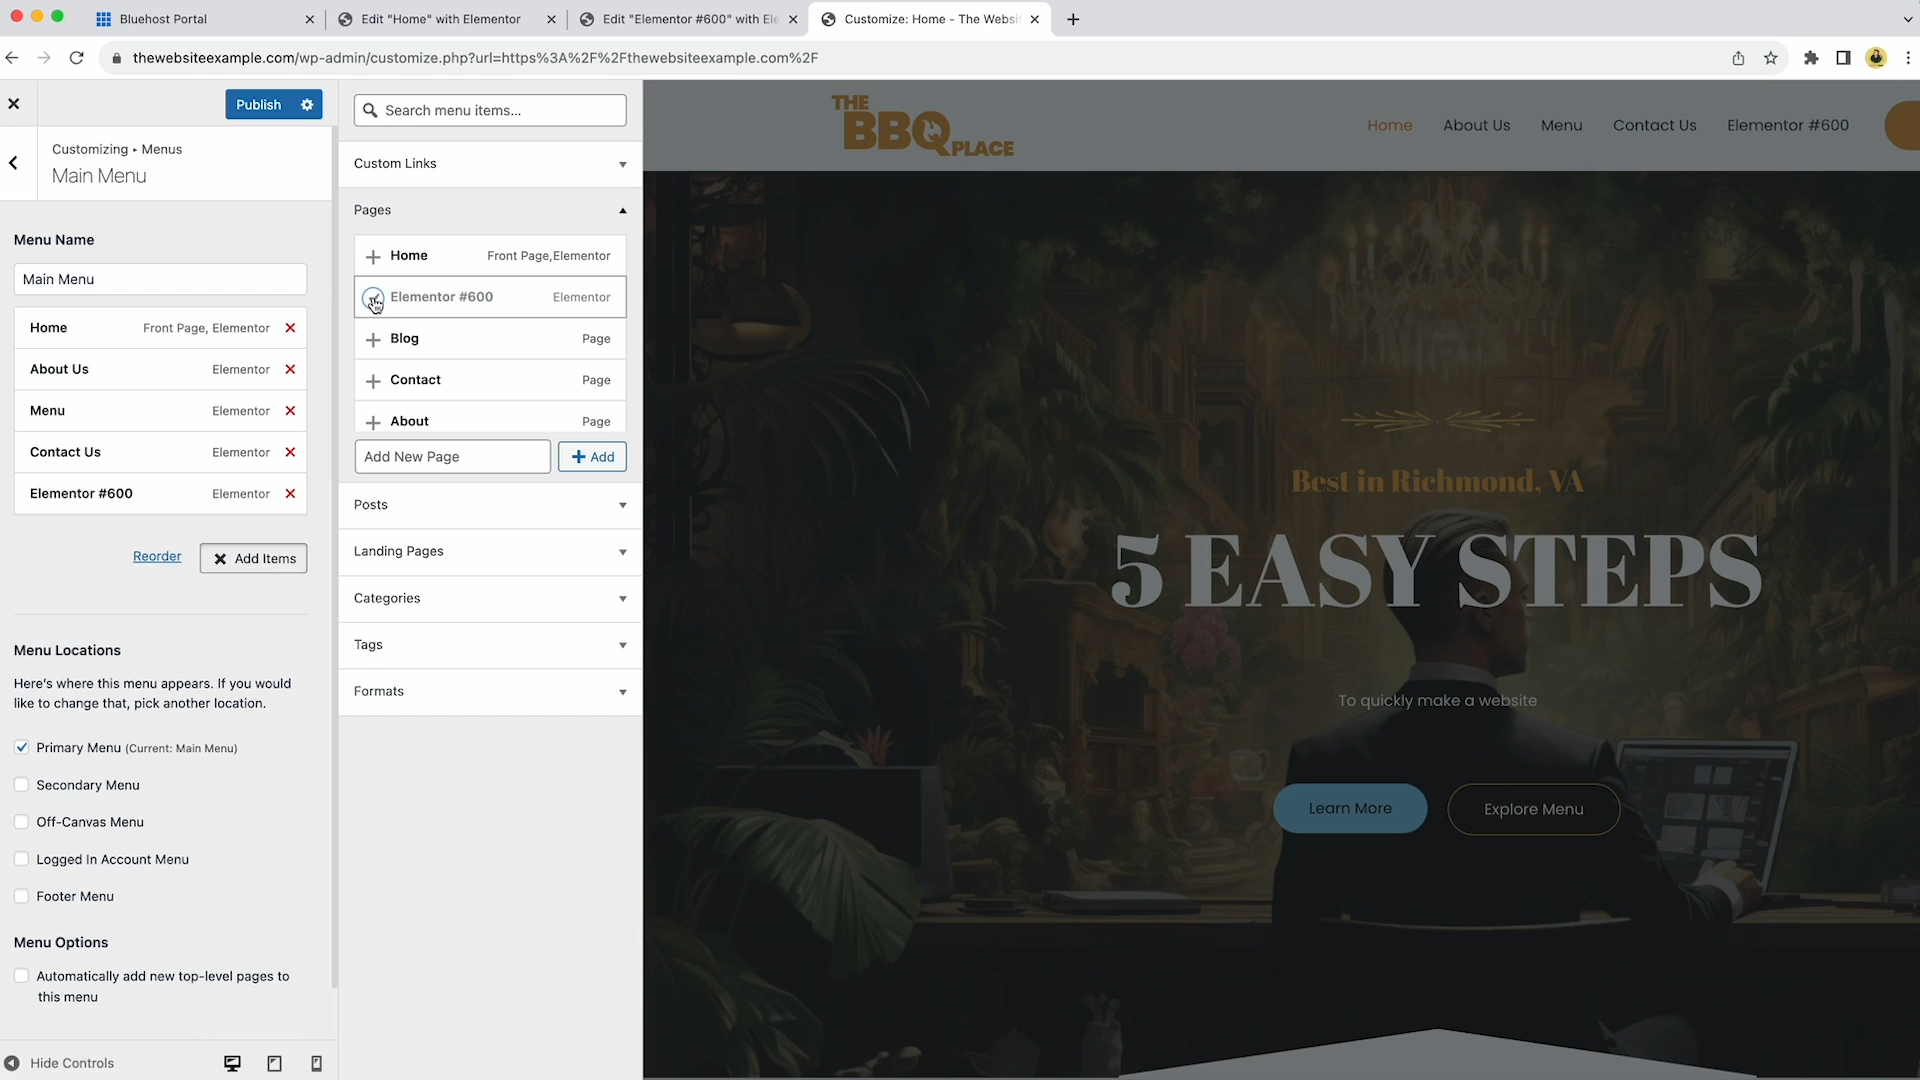 Bluehost Portal
Edit "Home" with Elementor
Edit "Elementor #600" with Ele
Customize: Home - The Websi
thewebsiteexample.com/wp-admin/customize.php?url=https%3A%2F%2Fthewebsiteexample.com%2F
Publish
Customizing ▸ Menus
Main Menu
Menu Name
Main Menu
Home Front Page, Elementor
About Us Elementor
Menu Elementor
Contact Us Elementor
Elementor #600 Elementor
Reorder
Add Items
Menu Locations
Here's where this menu appears. If you would
like to change that, pick another location.
Primary Menu (Current: Main Menu)
Secondary Menu
Off-Canvas Menu
Logged In Account Menu
Footer Menu
Menu Options
Automatically add new top-level pages to
this menu
Hide Controls
Search menu items...
Custom Links
Pages
Home Front Page,Elementor
Elementor #600 Elementor
Blog Page
Contact Page
About Page
Add New Page
Add
Posts
Landing Pages
Categories
Tags
Formats
THE
BBQ
PLACE
Home About Us Menu Contact Us Elementor #600
Best in Richmond, VA
5 EASY STEPS
To quickly make a website
Learn More
Explore Menu